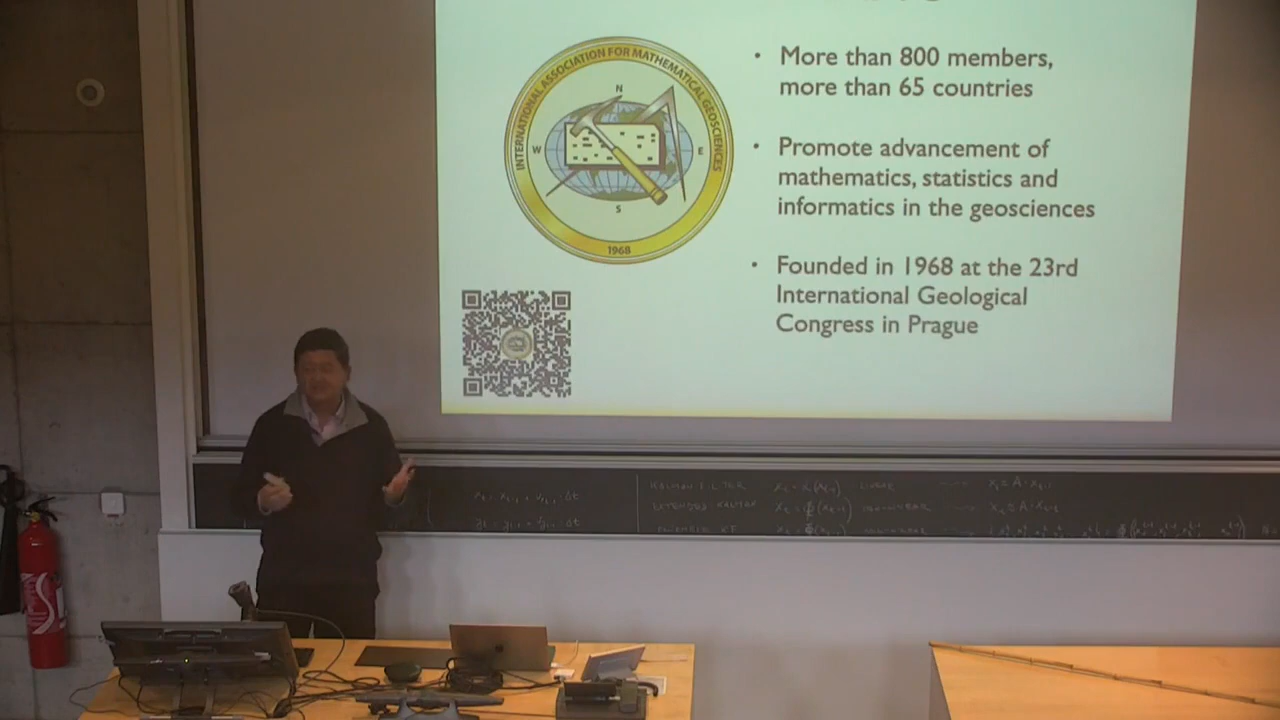 • More than 800 members,
more than 65 countries
• Promote advancement of
mathematics, statistics and
informatics in the geosciences
• Founded in 1968 at the 23rd
International Geological
Congress in Prague
INTERNATIONAL ASSOCIATION FOR MATHEMATICAL GEOSCIENCES
N
W
E
S
1968